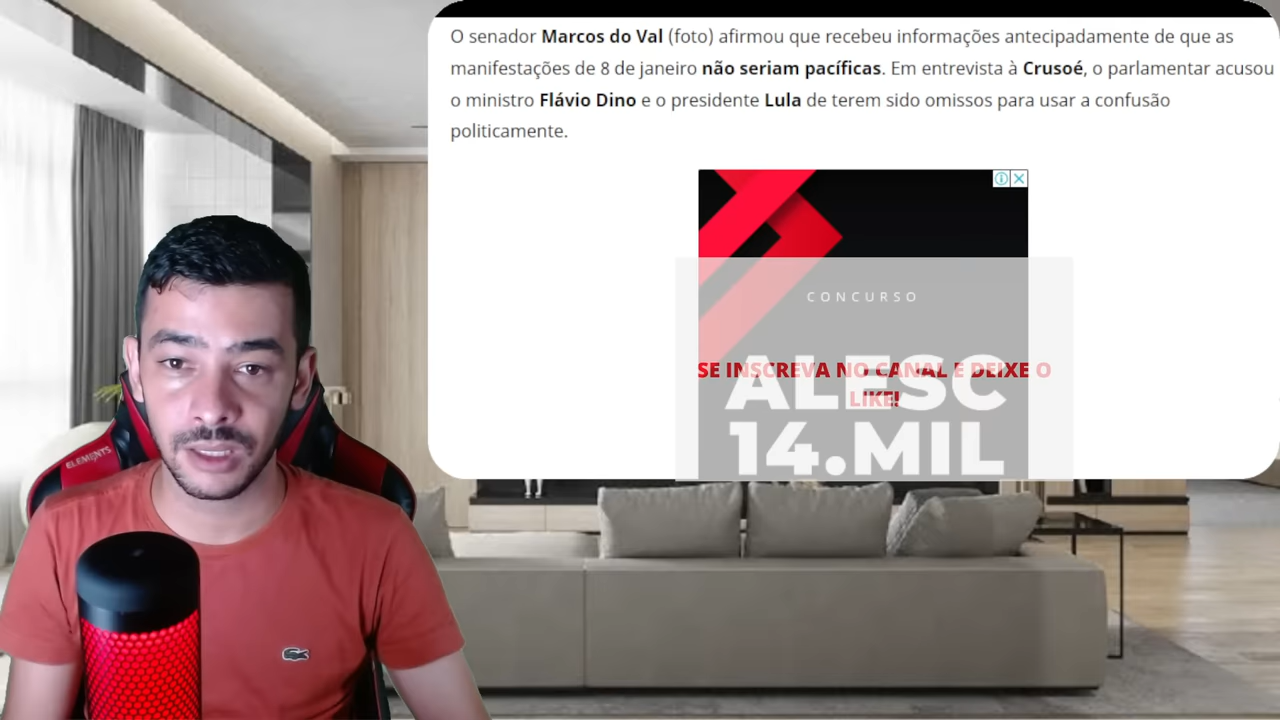 O senador Marcos do Val (foto) afirmou que recebeu informações antecipadamente de que as
manifestações de 8 de janeiro não seriam pacíficas. Em entrevista à Crusoé, o parlamentar acusou
o ministro Flávio Dino e o presidente Lula de terem sido omissos para usar a confusão
politicamente.
CONCURSO
SE INSCREVA NO CANAL E DEIXE O
LIKE!
ALESC
14.MIL
ELEMENTS